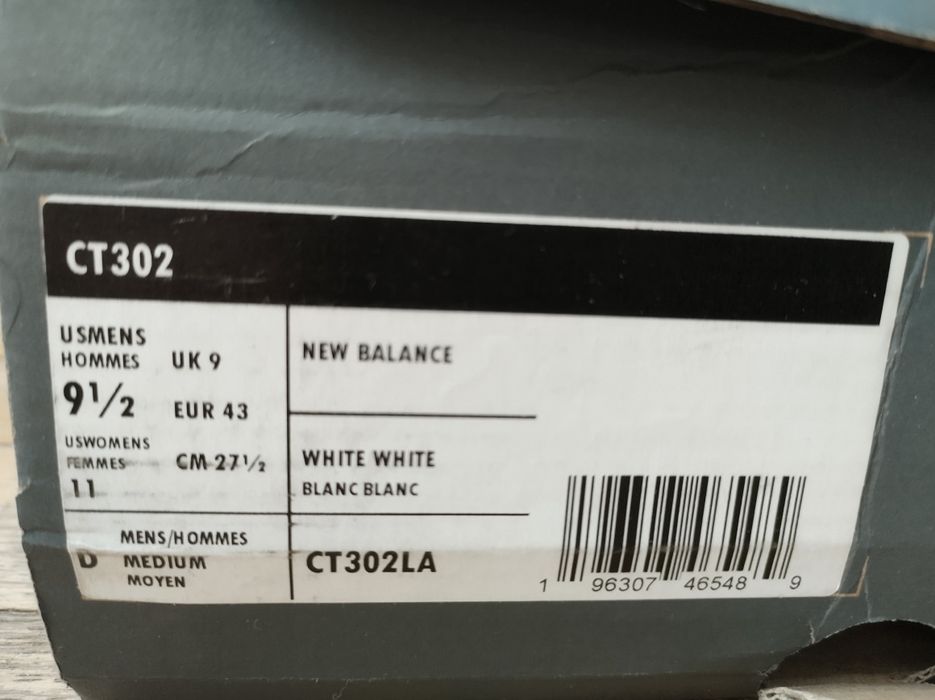 CT302
USMENS
HOMMES UK 9
9½ EUR 43
USWOMENS
FEMMES CM 27½
11
MENS/HOMMES
D MEDIUM
MOYEN
NEW BALANCE
WHITE WHITE
BLANC BLANC
CT302LA
1 96307 46548 9